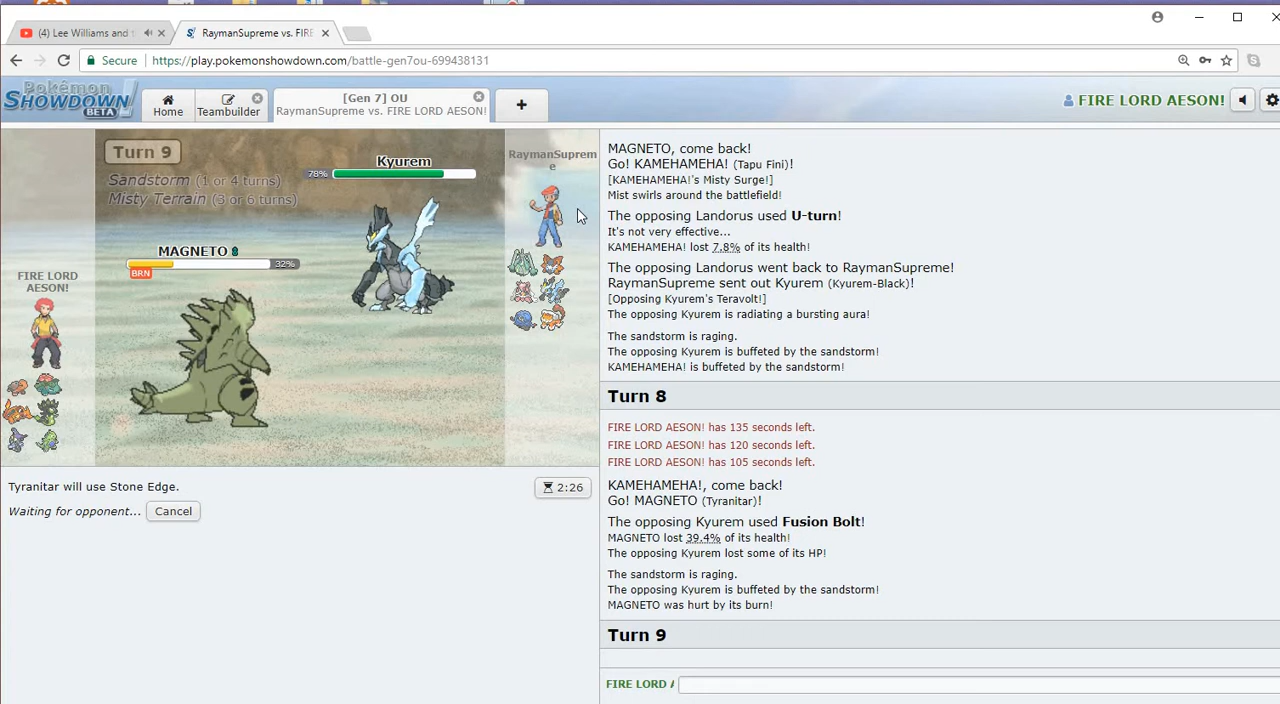 (4) Lee Williams and t
RaymanSupreme vs. FIRE
Secure
https://play.pokemonshowdown.com/battle-gen7ou-699438131
Pokémon
SHOWDOWN
BETA
Home
Teambuilder
[Gen 7] OU
RaymanSupreme vs. FIRE LORD AESON!
FIRE LORD AESON!
Turn 9
Sandstorm (1 or 4 turns)
Misty Terrain (3 or 6 turns)
Kyurem
78%
RaymanSuprem
e
MAGNETO
32%
BRN
FIRE LORD
AESON!
Tyranitar will use Stone Edge.
Waiting for opponent...
Cancel
2:26
MAGNETO, come back!
Go! KAMEHAMEHA! (Tapu Fini)!
[KAMEHAMEHA!'s Misty Surge!]
Mist swirls around the battlefield!
The opposing Landorus used U-turn!
It's not very effective...
KAMEHAMEHA! lost 7.8% of its health!
The opposing Landorus went back to RaymanSupreme!
RaymanSupreme sent out Kyurem (Kyurem-Black)!
[Opposing Kyurem's Teravolt!]
The opposing Kyurem is radiating a bursting aura!
The sandstorm is raging.
The opposing Kyurem is buffeted by the sandstorm!
KAMEHAMEHA! is buffeted by the sandstorm!
Turn 8
FIRE LORD AESON! has 135 seconds left.
FIRE LORD AESON! has 120 seconds left.
FIRE LORD AESON! has 105 seconds left.
KAMEHAMEHA!, come back!
Go! MAGNETO (Tyranitar)!
The opposing Kyurem used Fusion Bolt!
MAGNETO lost 39.4% of its health!
The opposing Kyurem lost some of its HP!
The sandstorm is raging.
The opposing Kyurem is buffeted by the sandstorm!
MAGNETO was hurt by its burn!
Turn 9
FIRE LORD A